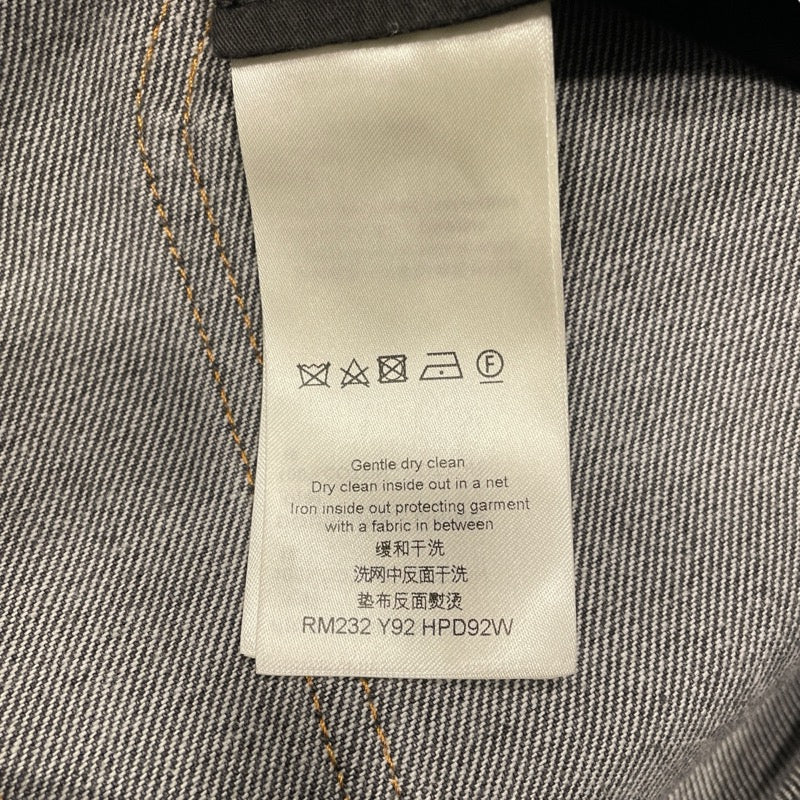 F
Gentle dry clean
Dry clean inside out in a net
Iron inside out protecting garment
with a fabric in between
缓和干洗
洗网中反面干洗
垫布反面熨烫
RM232 Y92 HPD92W